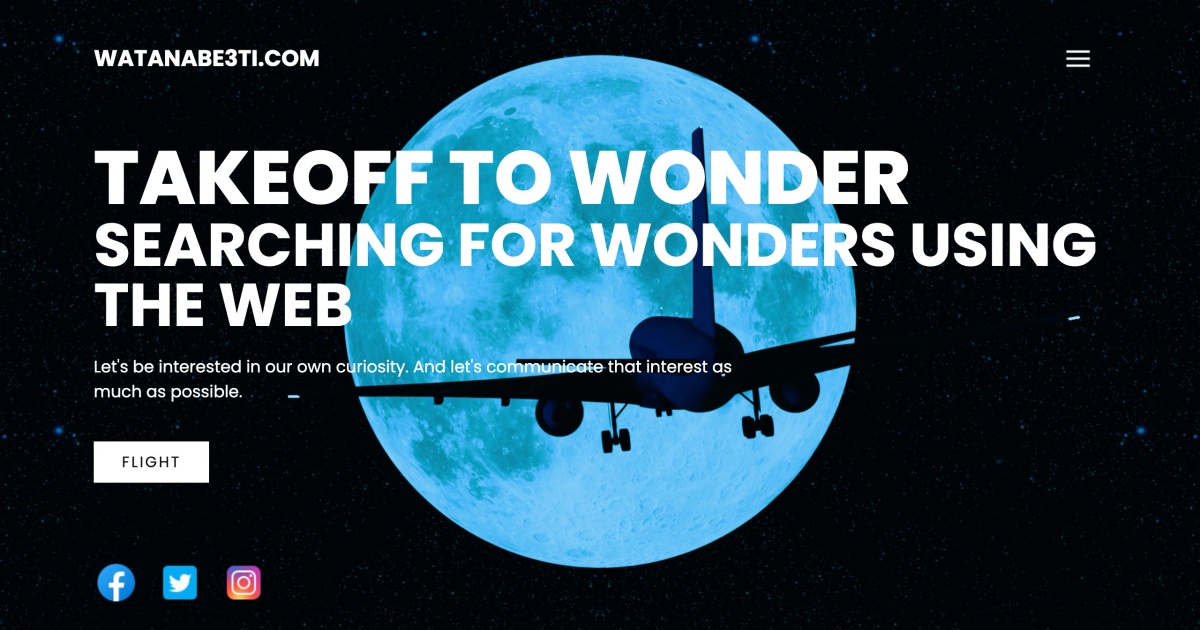 WATANABE3TI.COM
TAKEOFF TO WONDER
SEARCHING FOR WONDERS USING
THE WEB
Let's be interested in our own curiosity. And let's communicate that interest as
much as possible.
FLIGHT